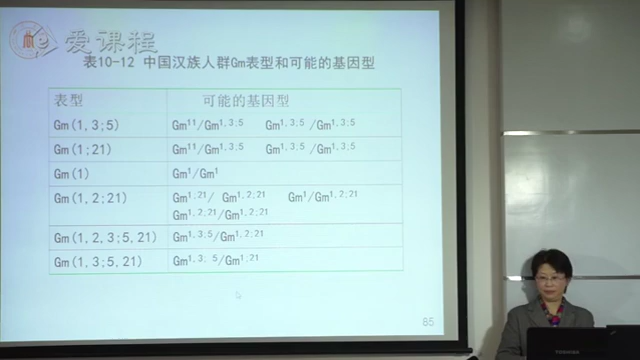 爱课程
表10-12 中国汉族人群Gm表型和可能的基因型
表型 可能的基因型
Gm(1,3;5) Gm11/Gm1,3;5 Gm1,3;5/Gm1,3;5
Gm(1;21) Gm11/Gm1,3;5 Gm1,3;5/Gm1,3;5
Gm(1) Gm1/Gm1
Gm(1,2;21) Gm1;21/ Gm1,2;21 Gm1/Gm1,2;21
Gm1,2;21/Gm1,2;21
Gm(1,2,3;5,21) Gm1,3;5/Gm1,2;21
Gm(1,3;5,21) Gm1,3; 5/Gm1;21
85
TOSHIBA